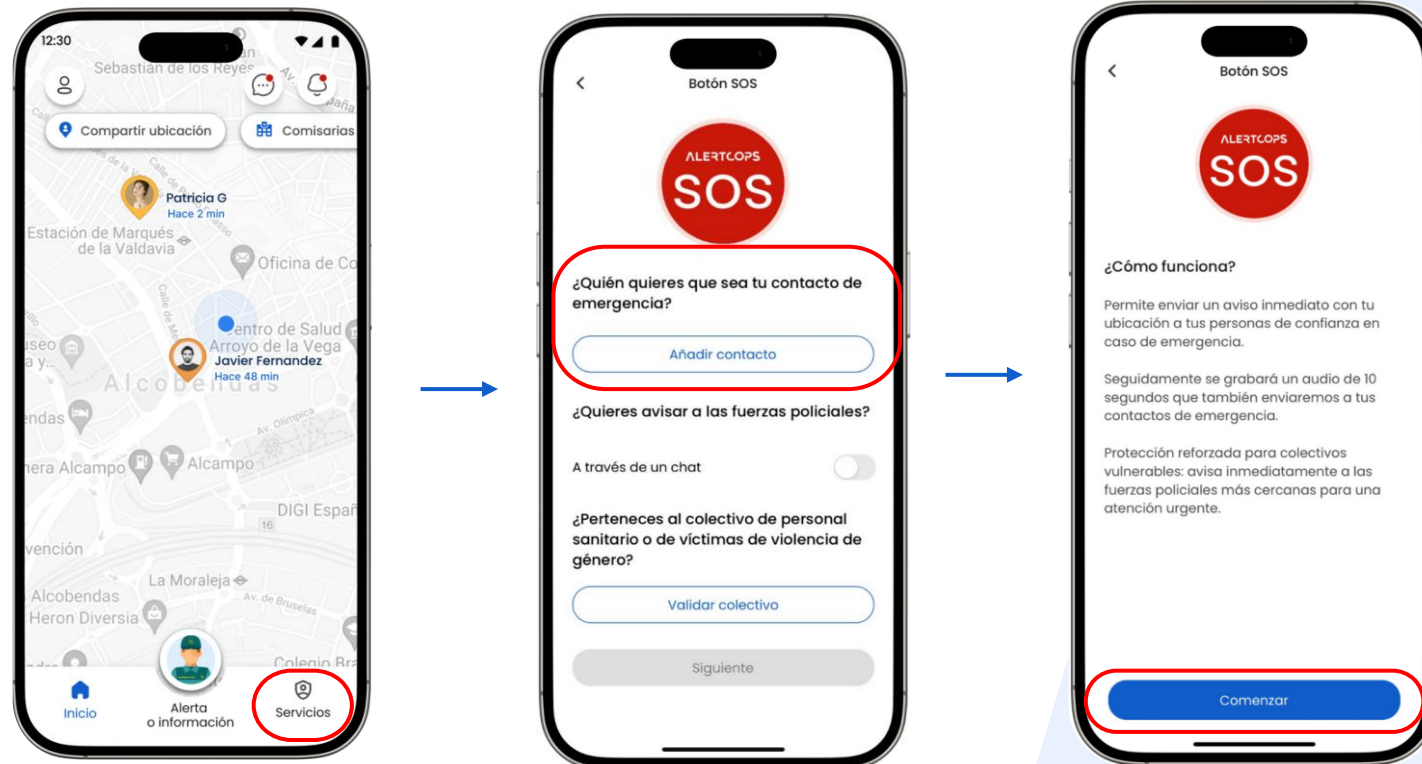 12:30
Sebastián de los Reyes
Compartir ubicación
Comisarias
Patricia G
Hace 2 min
Estación de Marqués
de la Valdavia
Oficina de Co
Centro de Salud
Arroyo de la Vega
Javier Fernandez
Hace 48 min
Alcobendas
Av. Olímpica
Alcampo
Alcampo
DIGI Españ
16
La Moraleja
Alcobendas
Av. de Bruselas
Heron Diversia
Colegio Bra
Inicio
Alerta
o información
Servicios
Botón SOS
ALERTCOPS
SOS
¿Quién quieres que sea tu contacto de
emergencia?
Añadir contacto
¿Quieres avisar a las fuerzas policiales?
A través de un chat
¿Perteneces al colectivo de personal
sanitario o de víctimas de violencia de
género?
Validar colectivo
Siguiente
Botón SOS
ALERTCOPS
SOS
¿Cómo funciona?
Permite enviar un aviso inmediato con tu
ubicación a tus personas de confianza en
caso de emergencia.
Seguidamente se grabará un audio de 10
segundos que también enviaremos a tus
contactos de emergencia.
Protección reforzada para colectivos
vulnerables: avisa inmediatamente a las
fuerzas policiales más cercanas para una
atención urgente.
Comenzar